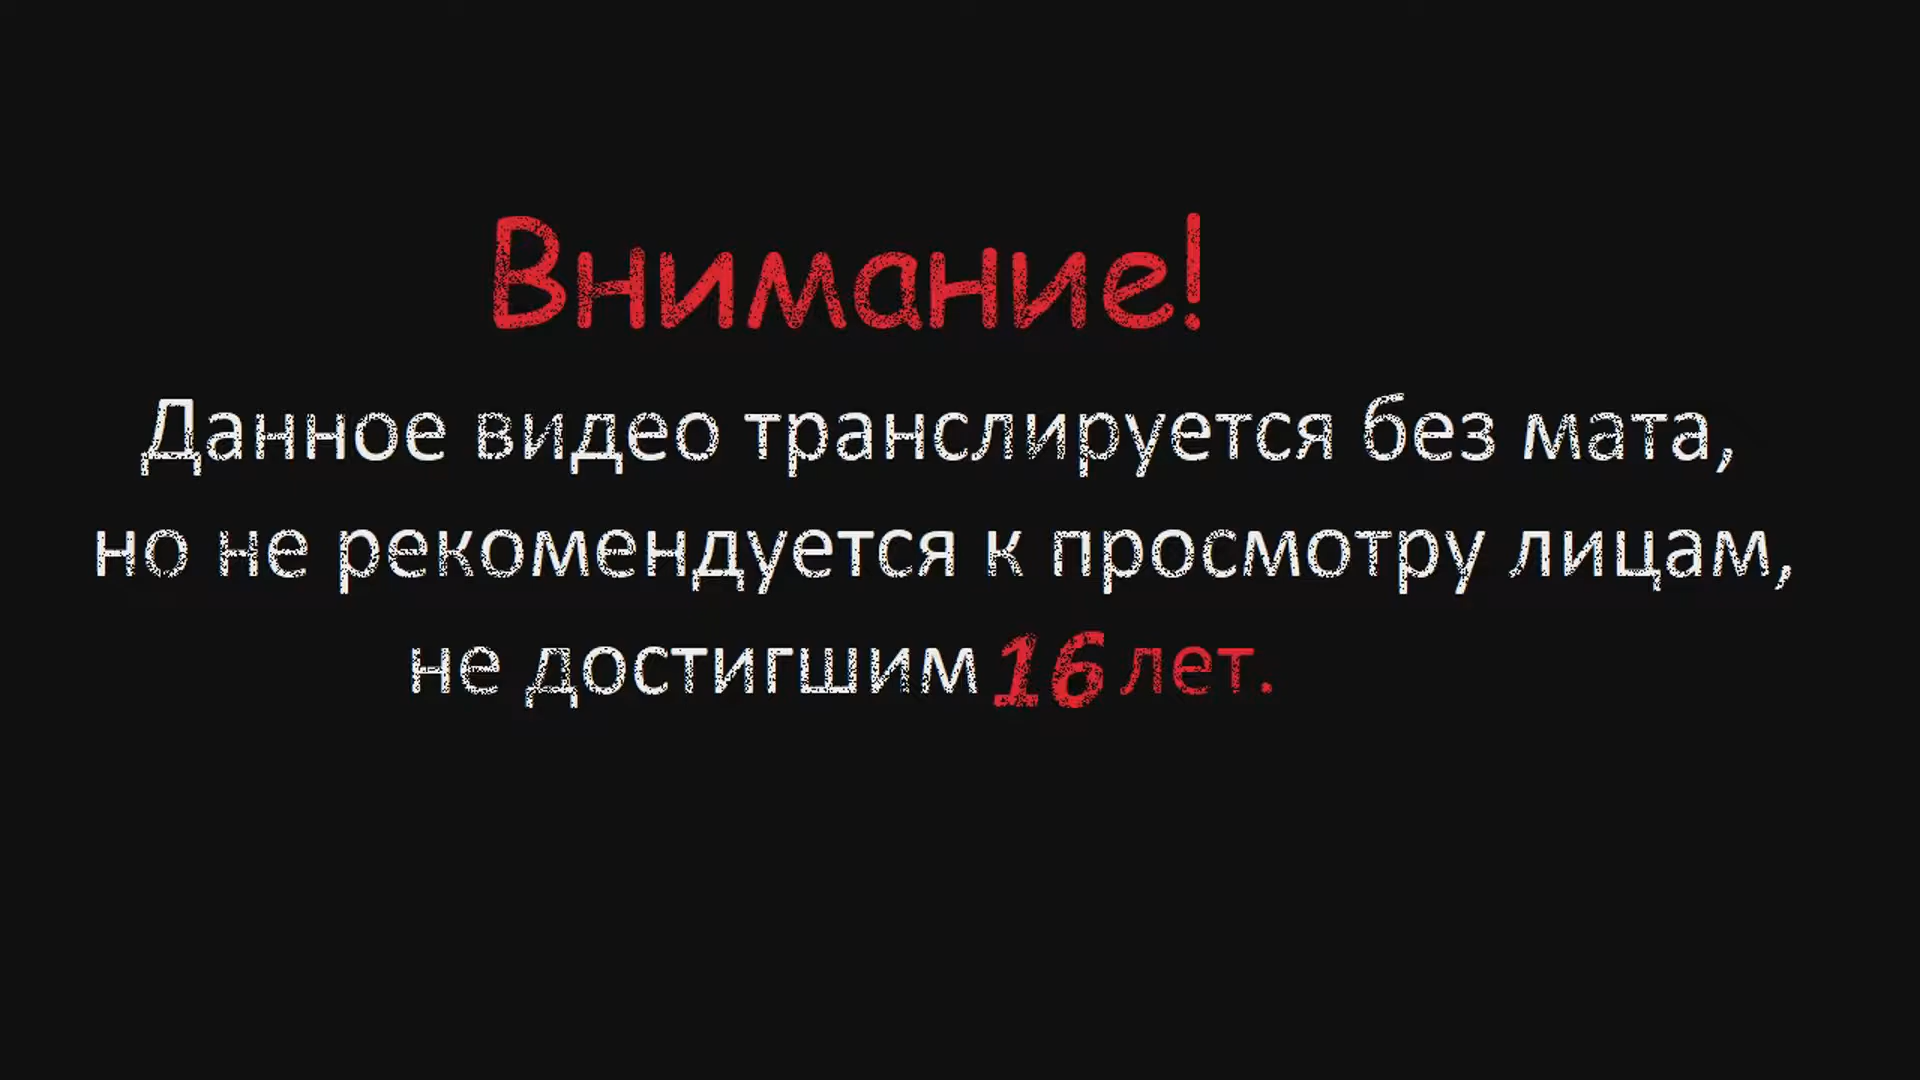 Внимание!
Данное видео транслируется без мата,
но не рекомендуется к просмотру лицам,
не достигшим 16 лет.